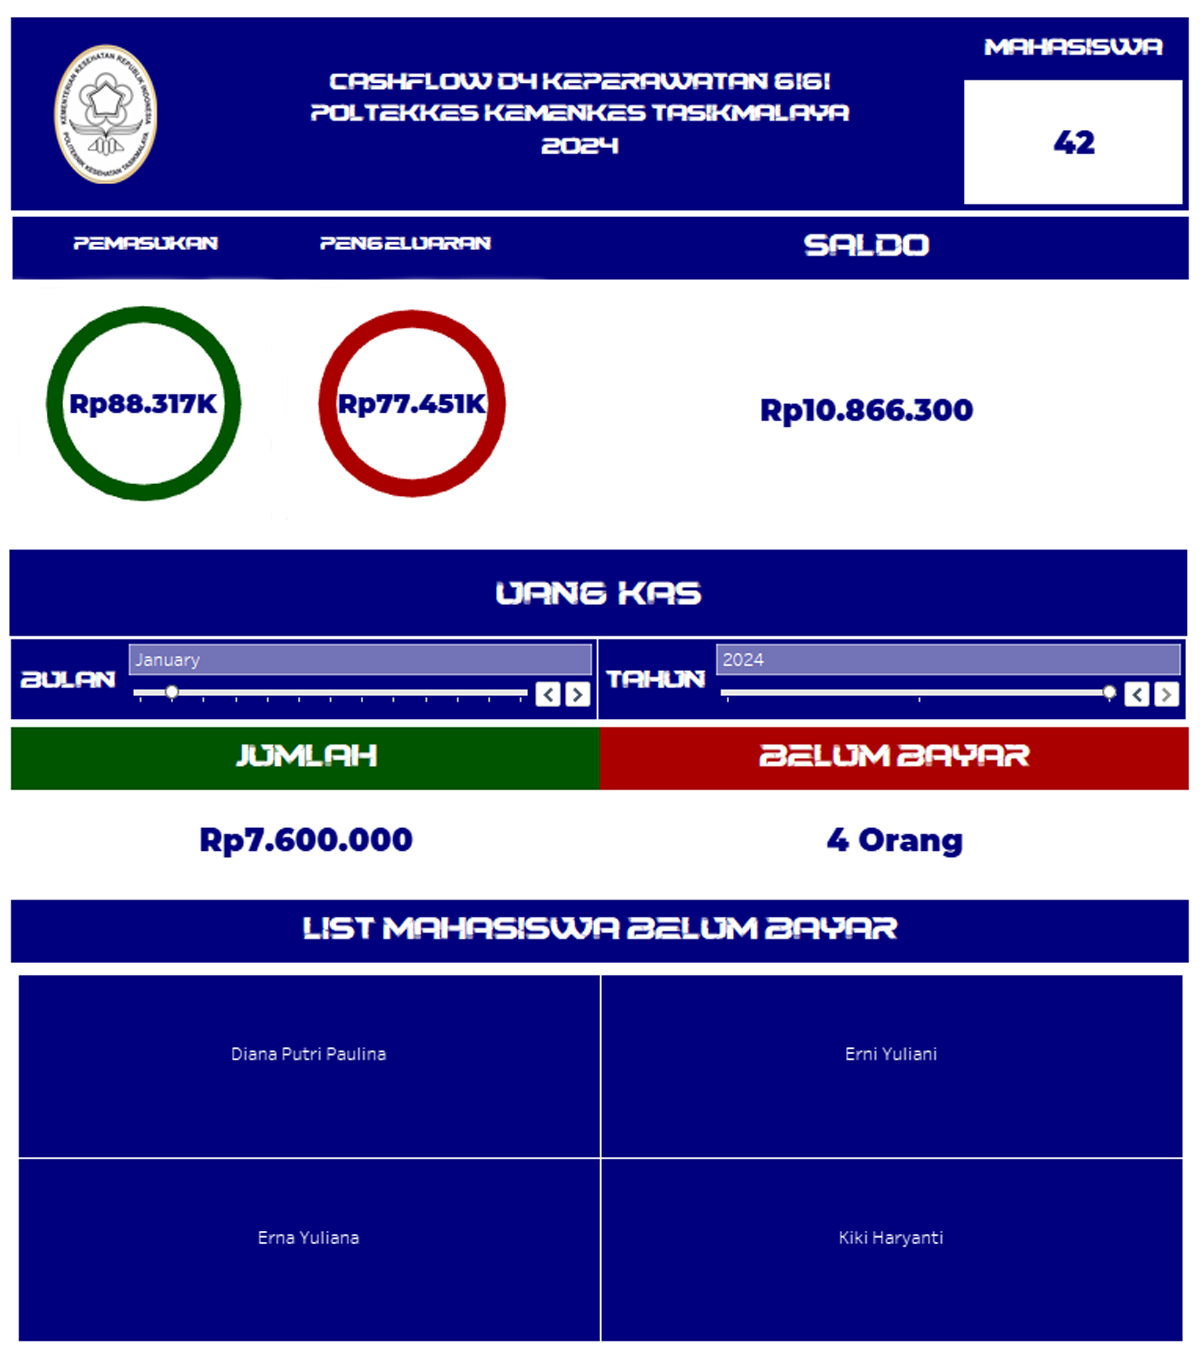 KEMENTERIAN KESEHATAN REPUBLIK INDONESIA
POLITEKNIK KESEHATAN TASIKMALAYA
CASHFLOW D4 KEPERAWATAN 6!6!
POLTEKKES KEMENKES TASIKMALAYA
2024
MAHASISWA
42
PEMASUKAN
PENGELUARAN
SALDO
Rp88.317K
Rp77.451K
Rp10.866.300
UANG KAS
BULAN
January
TAHUN
2024
JUMLAH
BELUM BAYAR
Rp7.600.000
4 Orang
LIST MAHASISWA BELUM BAYAR
Diana Putri Paulina
Erni Yuliani
Erna Yuliana
Kiki Haryanti